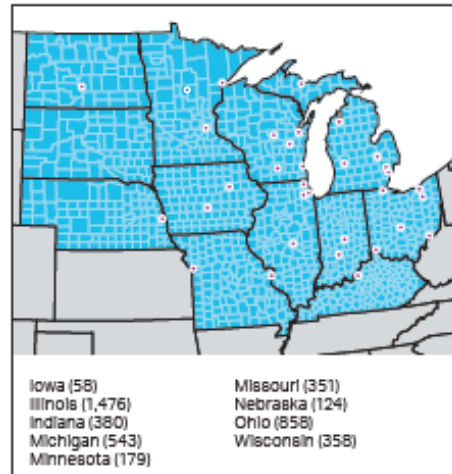 Iowa (58)
Illinois (1,476)
Indiana (380)
Michigan (543)
Minnesota (179)
Missouri (351)
Nebraska (124)
Ohio (858)
Wisconsin (358)